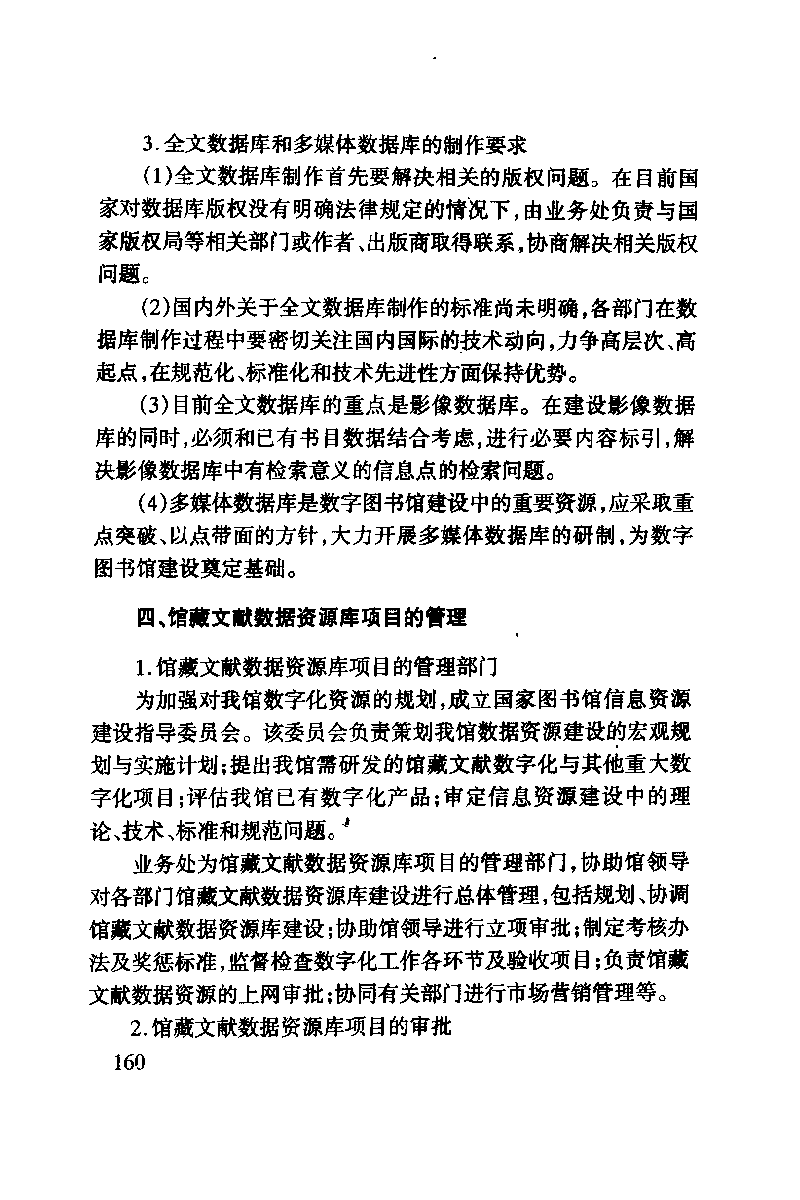 3.全文数据库和多媒体数据库的制作要求
(1)全文数据库制作首先要解决相关的版权问题。在目前国
家对数据库版权没有明确法律规定的情况下,由业务处负责与国
家版权局等相关部门或作者、出版商取得联系,协商解决相关版权
问题。
(2)国内外关于全文数据库制作的标准尚未明确,各部门在数
据库制作过程中要密切关注国内国际的技术动向,力争高层次、高
起点,在规范化、标准化和技术先进性方面保持优势。
(3)目前全文数据库的重点是影像数据库。在建设影像数据
库的同时,必须和已有书目数据结合考虑,进行必要内容标引,解
决影像数据库中有检索意义的信息点的检索问题。
(4)多媒体数据库是数字图书馆建设中的重要资源,应采取重
点突破、以点带面的方针,大力开展多媒体数据库的研制,为数字
图书馆建设奠定基础。
四、馆藏文献数据资源库项目的管理
1.馆藏文献数据资源库项目的管理部门
为加强对我馆数字化资源的规划,成立国家图书馆信息资源
建设指导委员会。该委员会负责策划我馆数据资源建设的宏观规
划与实施计划;提出我馆需研发的馆藏文献数字化与其他重大数
字化项目;评估我馆已有数字化产品;审定信息资源建设中的理
论、技术、标准和规范问题。
业务处为馆藏文献数据资源库项目的管理部门,协助馆领导
对各部门馆藏文献数据资源库建设进行总体管理,包括规划、协调
馆藏文献数据资源库建设;协助馆领导进行立项审批;制定考核办
法及奖惩标准,监督检查数字化工作各环节及验收项目;负责馆藏
文献数据资源的上网审批;协同有关部门进行市场营销管理等。
2.馆藏文献数据资源库项目的审批
160